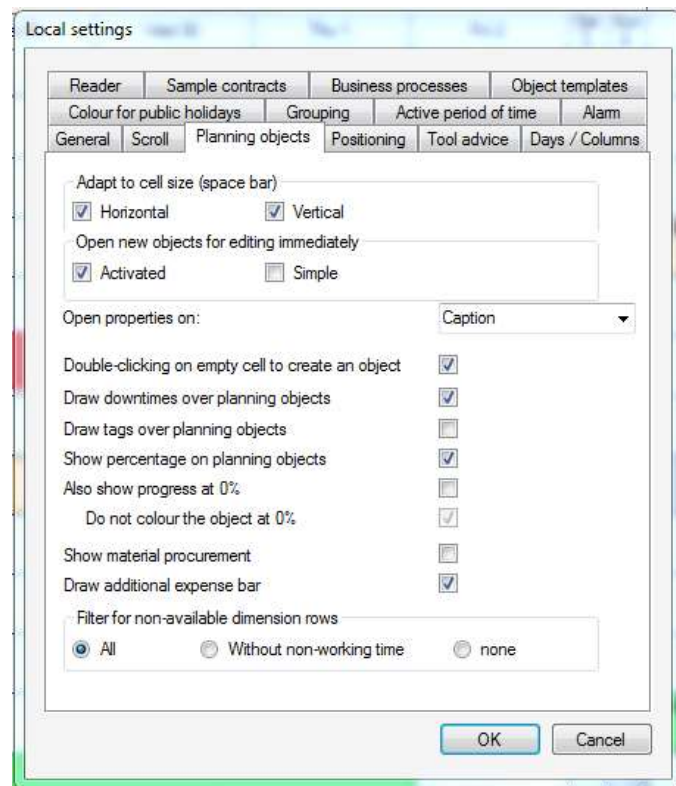 Local settings
Reader Sample contracts Business processes Object templates
Colour for public holidays Grouping Active period of time Alarm
General Scroll Planning objects Positioning Tool advice Days / Columns
Adapt to cell size (space bar)
Horizontal Vertical
Open new objects for editing immediately
Activated Simple
Open properties on: Caption
Double-clicking on empty cell to create an object
Draw downtimes over planning objects
Draw tags over planning objects
Show percentage on planning objects
Also show progress at 0%
Do not colour the object at 0%
Show material procurement
Draw additional expense bar
Filter for non-available dimension rows
All Without non-working time none
OK Cancel